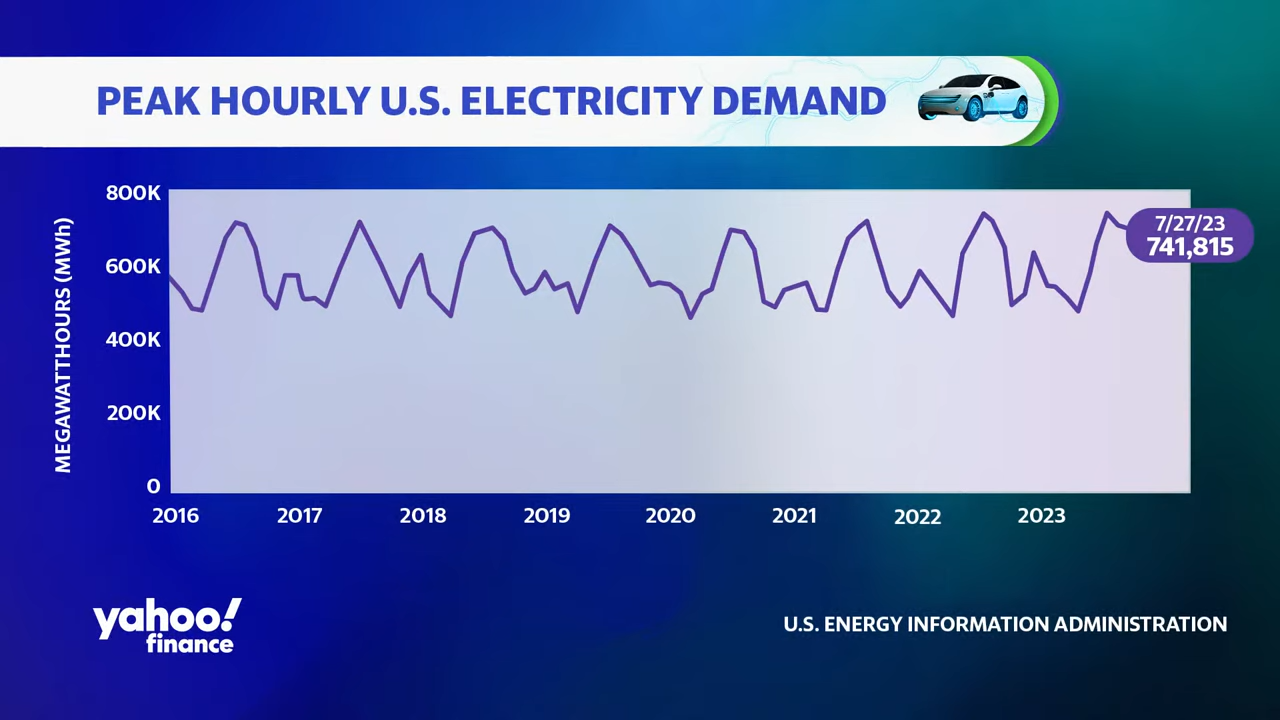 PEAK HOURLY U.S. ELECTRICITY DEMAND
MEGAWATTHOURS (MWh)
800K
600K
400K
200K
0
7/27/23
741,815
2016 2017 2018 2019 2020 2021 2022 2023
yahoo!
finance
U.S. ENERGY INFORMATION ADMINISTRATION